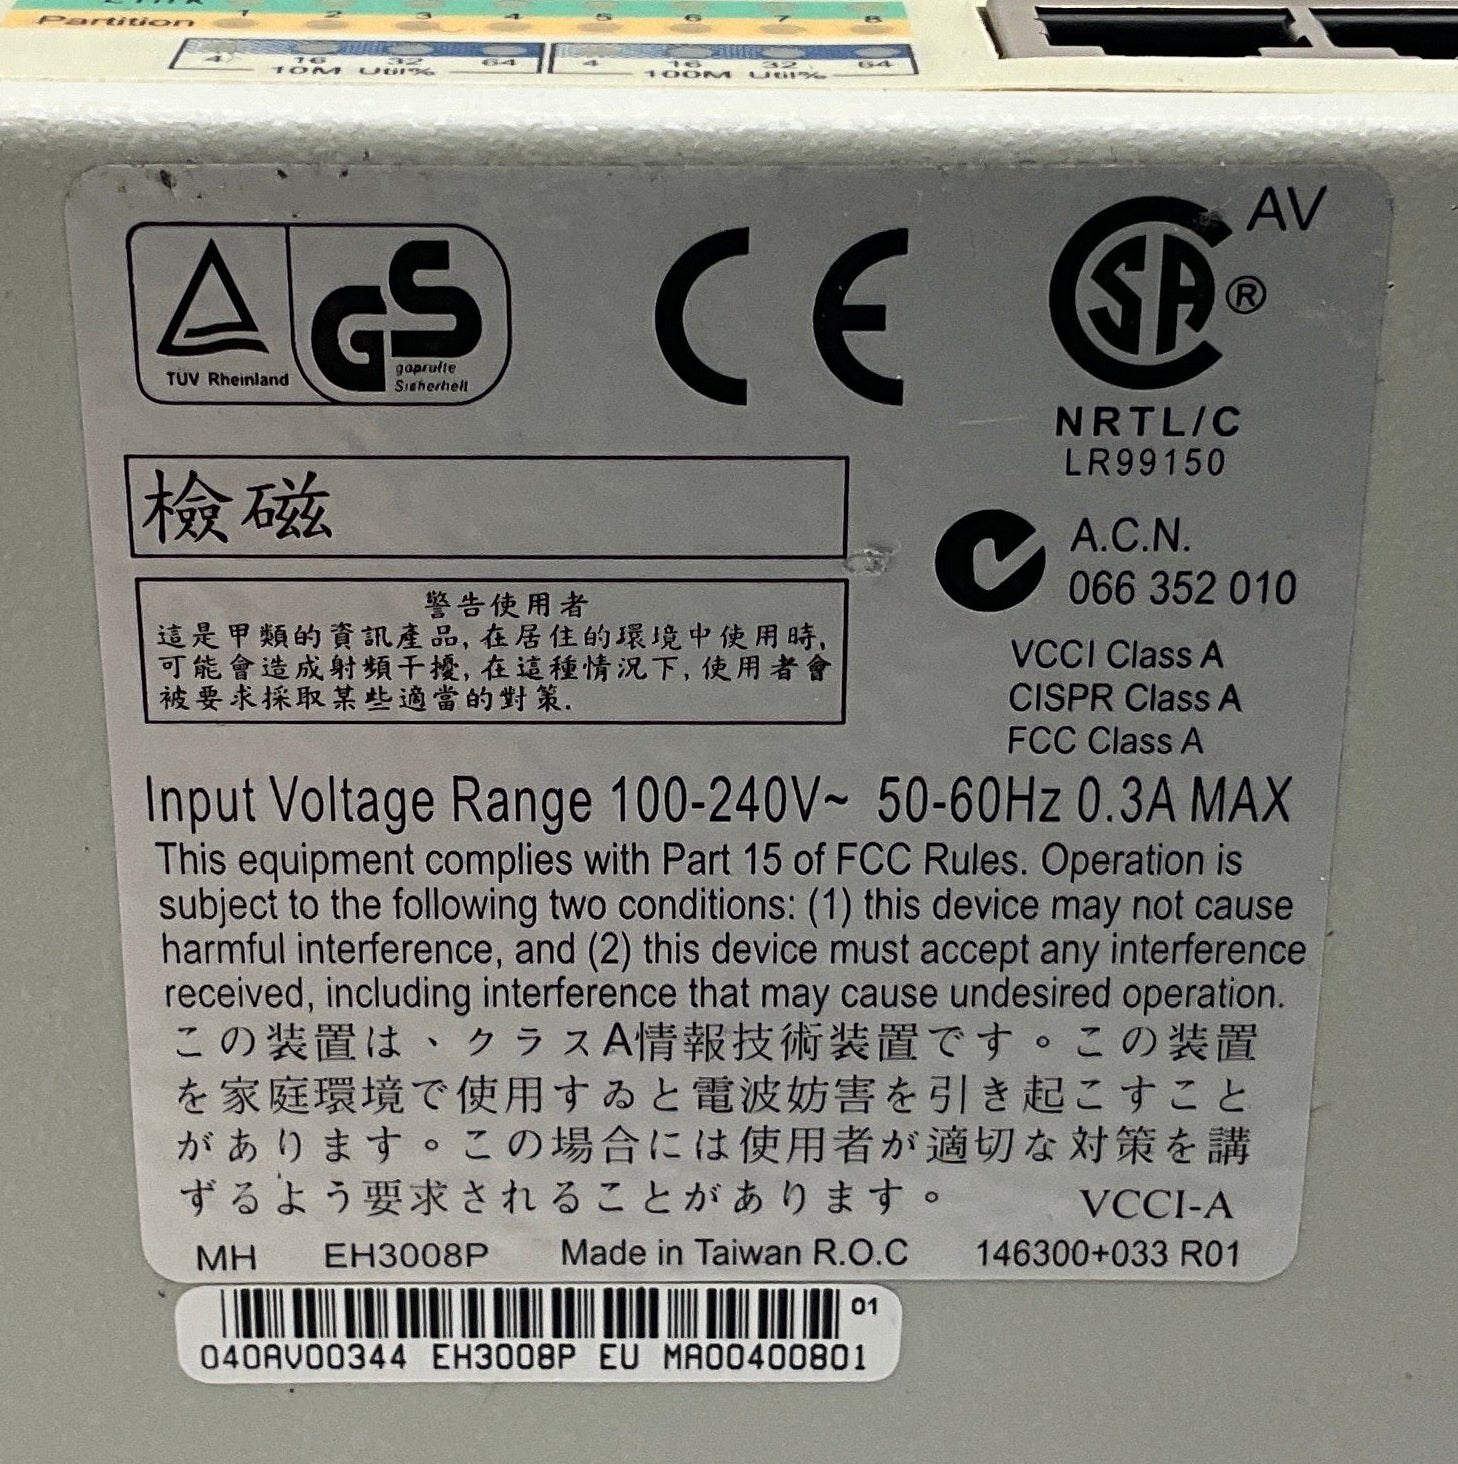 Partition 1 2 3 4 5 6 7 8
4 16 32 64 4 16 32 64
10M Util% 100M Util%
AV
TÜV Rheinland
GS
geprüfte
Sicherheit
CE
CSA ®
NRTL/C
LR99150
檢磁
A.C.N.
066 352 010
警告使用者
這是甲類的資訊產品,在居住的環境中使用時,
可能會造成射頻干擾,在這種情況下,使用者會
被要求採取某些適當的對策.
VCCI Class A
CISPR Class A
FCC Class A
Input Voltage Range 100-240V~ 50-60Hz 0.3A MAX
This equipment complies with Part 15 of FCC Rules. Operation is
subject to the following two conditions: (1) this device may not cause
harmful interference, and (2) this device must accept any interference
received, including interference that may cause undesired operation.
この装置は、クラスA情報技術装置です。この装置
を家庭環境で使用すゐと電波妨害を引き起こすこと
があります。この場合には使用者が適切な対策を講
ずるよう要求されることがあります。 VCCI-A
MH EH3008P Made in Taiwan R.O.C 146300+033 R01
01
040AV00344 EH3008P EU MA00400801